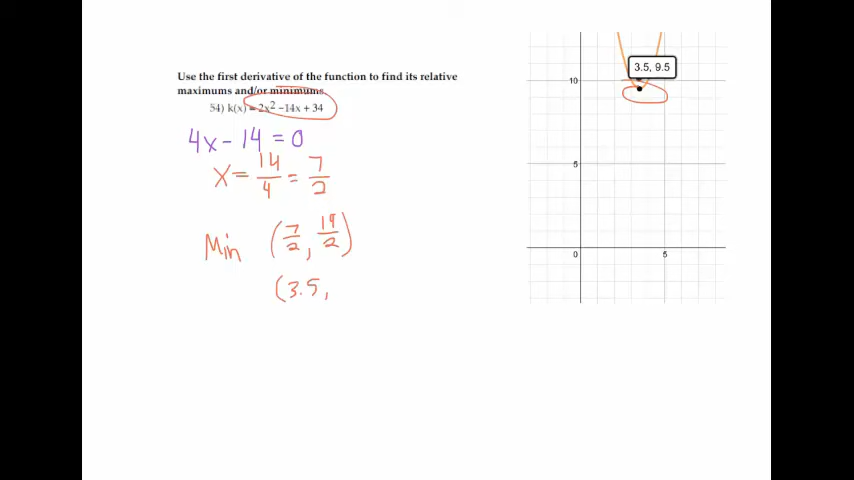 Use the first derivative of the function to find its relative
maximums and/or minimums
54) k(x) = 2x² −14x + 34
4x − 14 = 0
x = 14/4 = 7/2
Min (7/2, 19/2)
(3.5,
3.5, 9.5
10
5
0
5